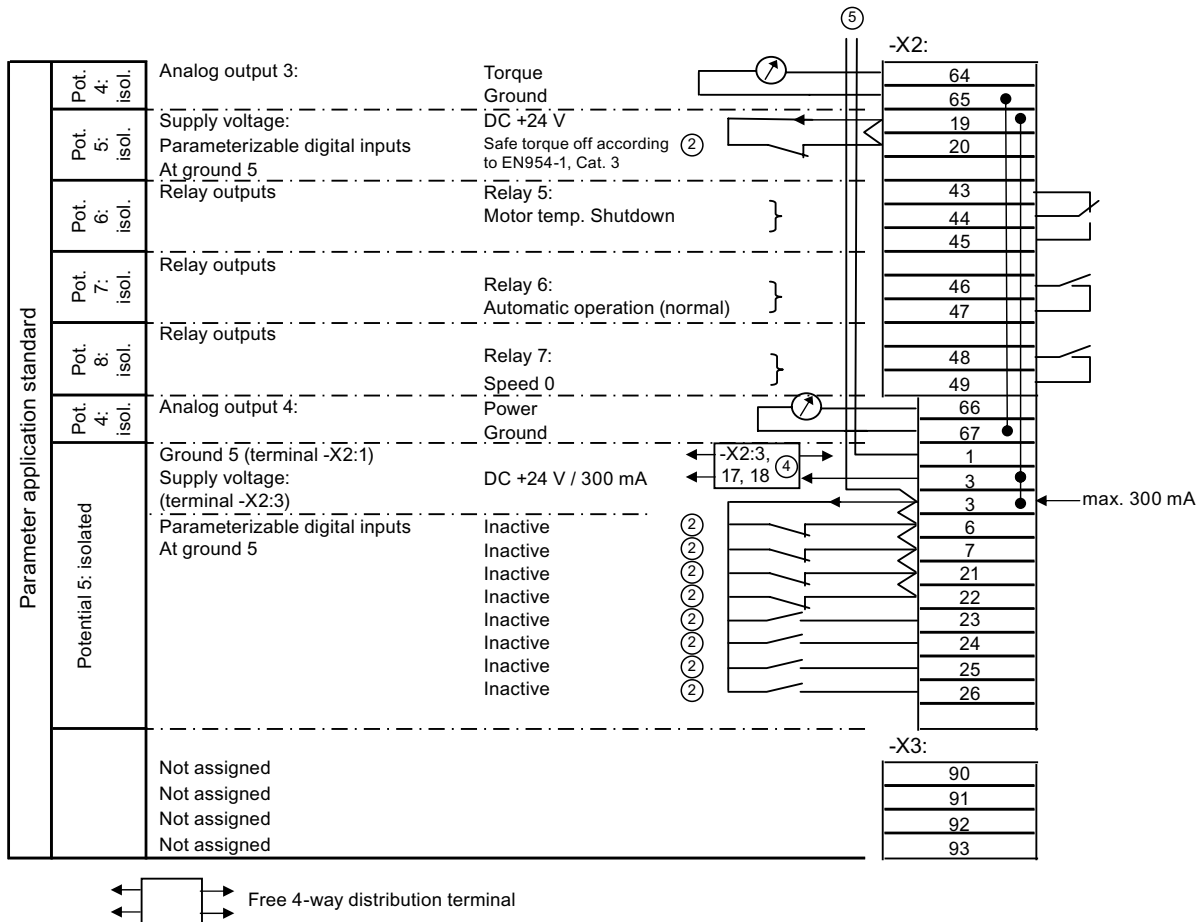 5
-X2:
Parameter application standard
Pot. 4: isol.
Analog output 3:
Torque
64
Ground
65
Pot. 5: isol.
Supply voltage:
DC +24 V
19
Parameterizable digital inputs
Safe torque off according
to EN954-1, Cat. 3
2
20
At ground 5
Pot. 6: isol.
Relay outputs
Relay 5:
43
Motor temp. Shutdown
}
44
45
Pot. 7: isol.
Relay outputs
Relay 6:
46
Automatic operation (normal)
}
47
Pot. 8: isol.
Relay outputs
Relay 7:
48
Speed 0
}
49
Pot. 4: isol.
Analog output 4:
Power
66
Ground
67
Potential 5: isolated
Ground 5 (terminal -X2:1)
-X2:3,
17, 18
4
1
Supply voltage:
DC +24 V / 300 mA
3
(terminal -X2:3)
3
max. 300 mA
Parameterizable digital inputs
Inactive 2 6
At ground 5
Inactive 2 7
Inactive 2 21
Inactive 2 22
Inactive 2 23
Inactive 2 24
Inactive 2 25
Inactive 2 26
-X3:
Not assigned 90
Not assigned 91
Not assigned 92
Not assigned 93
Free 4-way distribution terminal